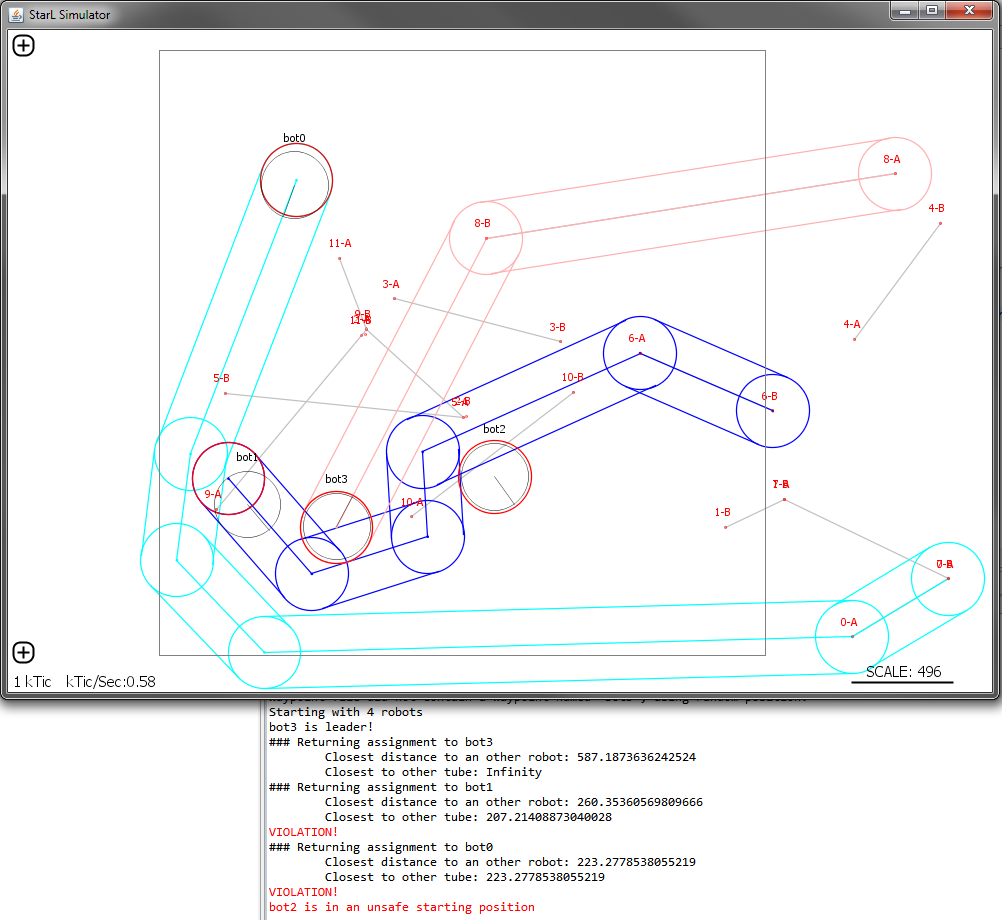 StarL Simulator
bot0
8-A
4-B
8-B
11-A
3-A
9-B
3-B
4-A
6-A
5-B
10-B
6-B
bot2
bot1
bot3
9-A
10-A
1-B
0-A
1 kTic kTic/Sec:0.58
SCALE: 496
Starting with 4 robots
bot3 is leader!
### Returning assignment to bot3
Closest distance to an other robot: 587.1873636242524
Closest to other tube: Infinity
### Returning assignment to bot1
Closest distance to an other robot: 260.35360569809666
Closest to other tube: 207.21408873040028
VIOLATION!
### Returning assignment to bot0
Closest distance to an other robot: 223.2778538055219
Closest to other tube: 223.2778538055219
VIOLATION!
bot2 is in an unsafe starting position